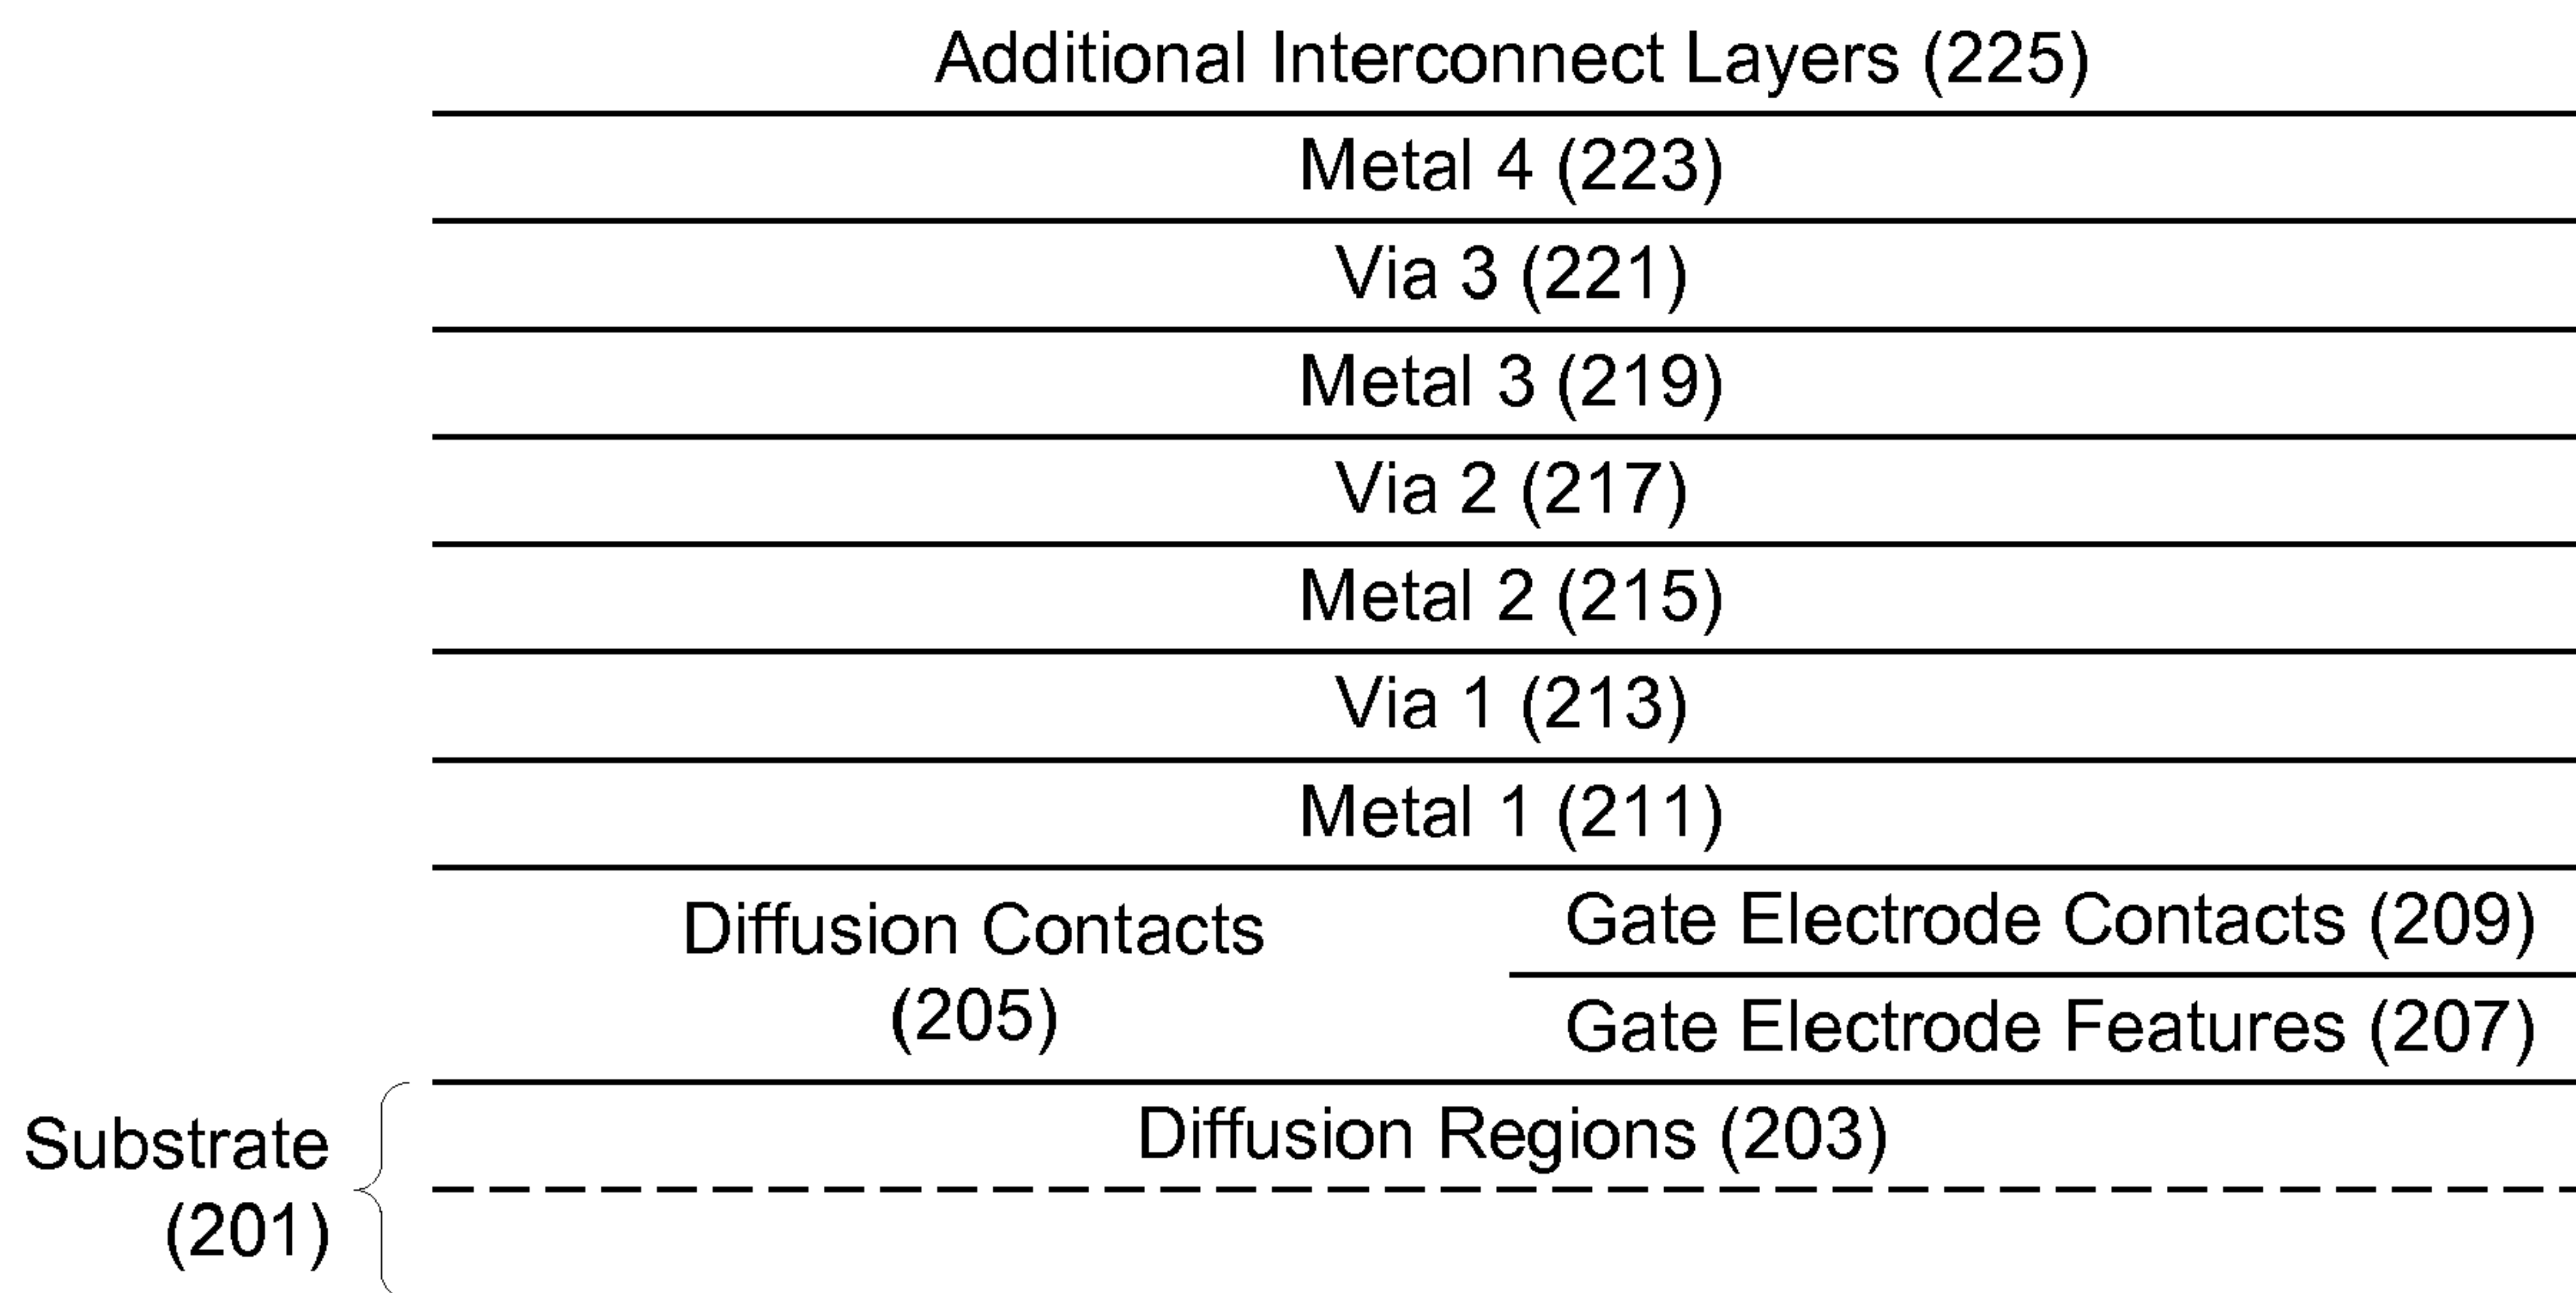 Additional Interconnect Layers (225)
Metal 4 (223)
Via 3 (221)
Metal 3 (219)
Via 2 (217)
Metal 2 (215)
Via 1 (213)
Metal 1 (211)
Diffusion Contacts
(205)
Gate Electrode Contacts (209)
Gate Electrode Features (207)
Substrate
(201)
Diffusion Regions (203)